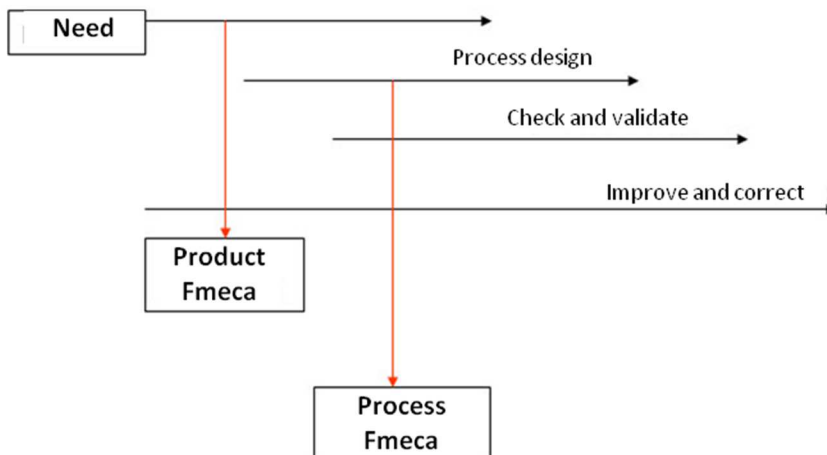 Need
Process design
Check and validate
Improve and correct
Product
Fmeca
Process
Fmeca